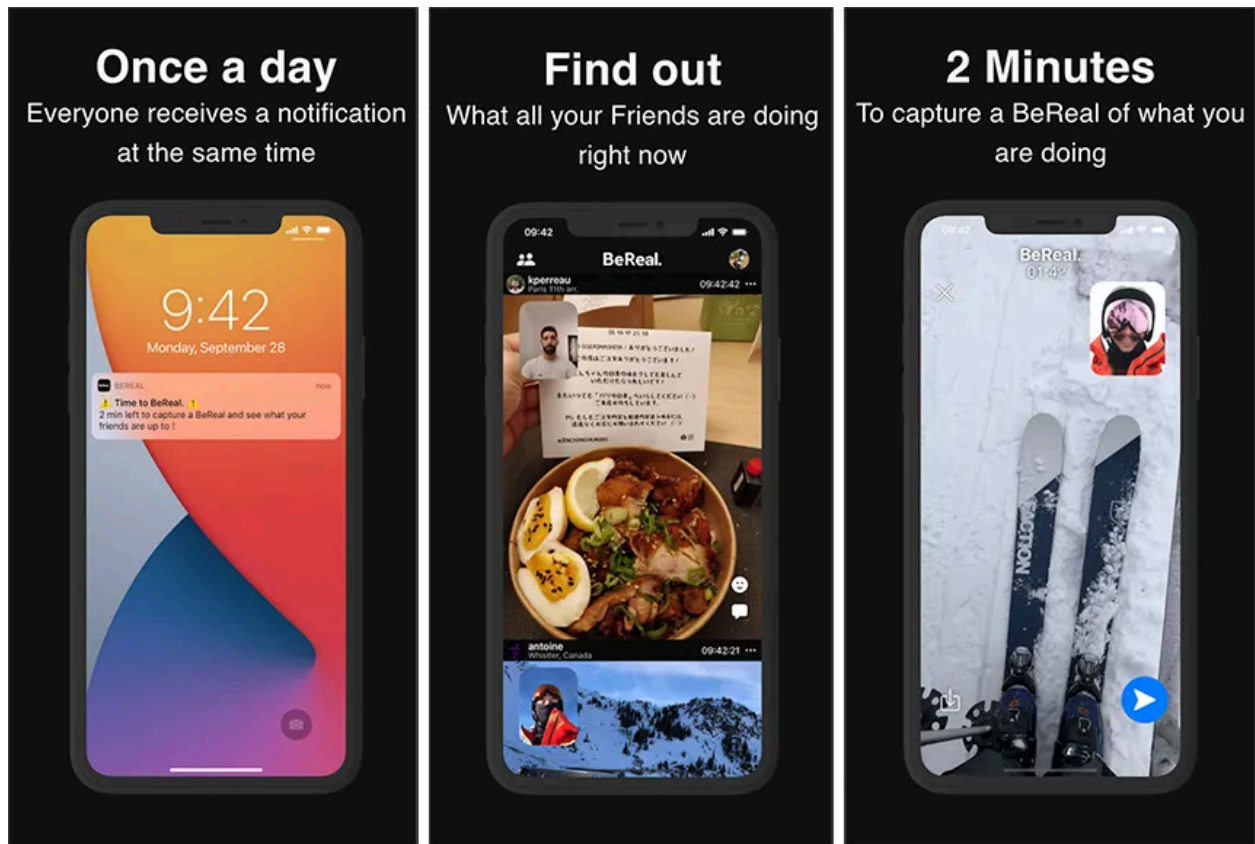 Once a day
Everyone receives a notification
at the same time
9:42
Monday, September 28
BEREAL
now
⚠️ Time to BeReal. ⚠️
2 min left to capture a BeReal and see what your
friends are up to !
Find out
What all your Friends are doing
right now
09:42
BeReal.
kperreau
Paris 11th arr.
09:42:42
antoine
Whistler, Canada
09:42:21
2 Minutes
To capture a BeReal of what you
are doing
09:42
BeReal.
01:42
FACTION